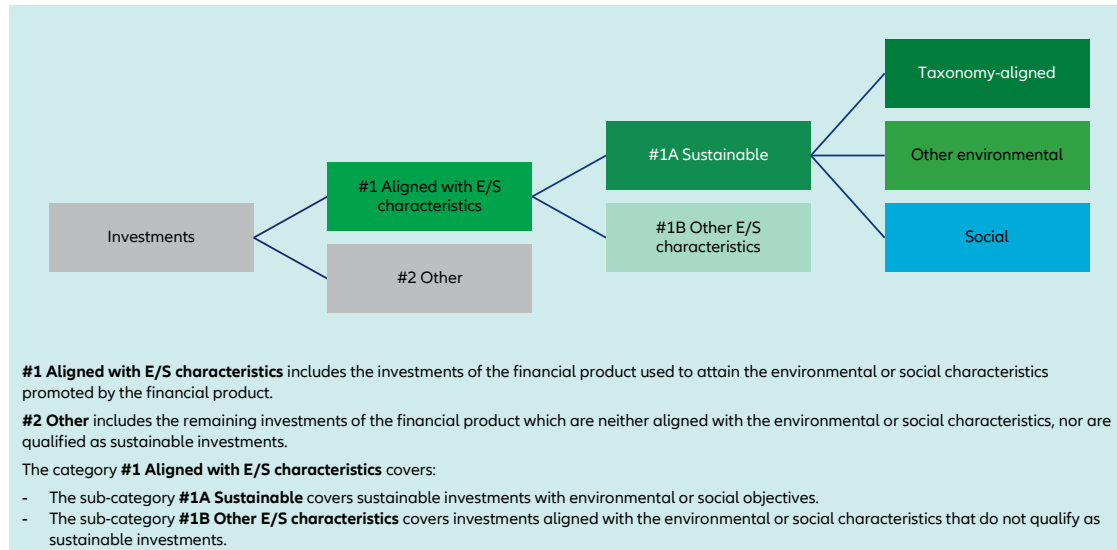 Taxonomy-aligned
#1A Sustainable
Other environmental
#1 Aligned with E/S
characteristics
Investments
#1B Other E/S
characteristics
Social
#2 Other
#1 Aligned with E/S characteristics includes the investments of the financial product used to attain the environmental or social characteristics
promoted by the financial product.
#2 Other includes the remaining investments of the financial product which are neither aligned with the environmental or social characteristics, nor are
qualified as sustainable investments.
The category #1 Aligned with E/S characteristics covers:
- The sub-category #1A Sustainable covers sustainable investments with environmental or social objectives.
- The sub-category #1B Other E/S characteristics covers investments aligned with the environmental or social characteristics that do not qualify as
sustainable investments.